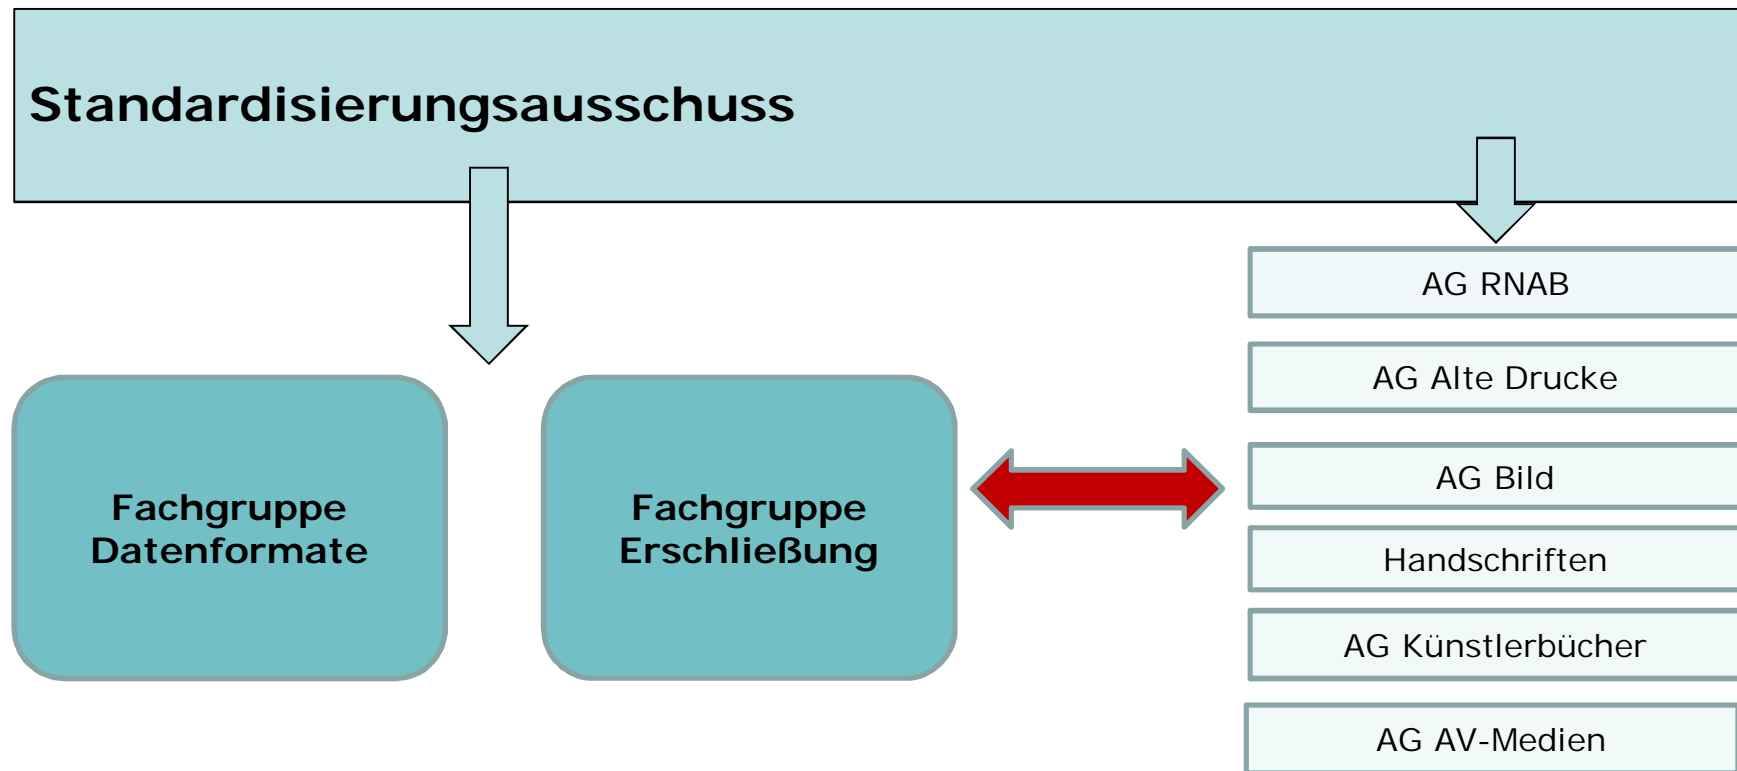 Standardisierungsausschuss
Fachgruppe
Datenformate
Fachgruppe
Erschließung
AG RNAB
AG Alte Drucke
AG Bild
Handschriften
AG Künstlerbücher
AG AV-Medien